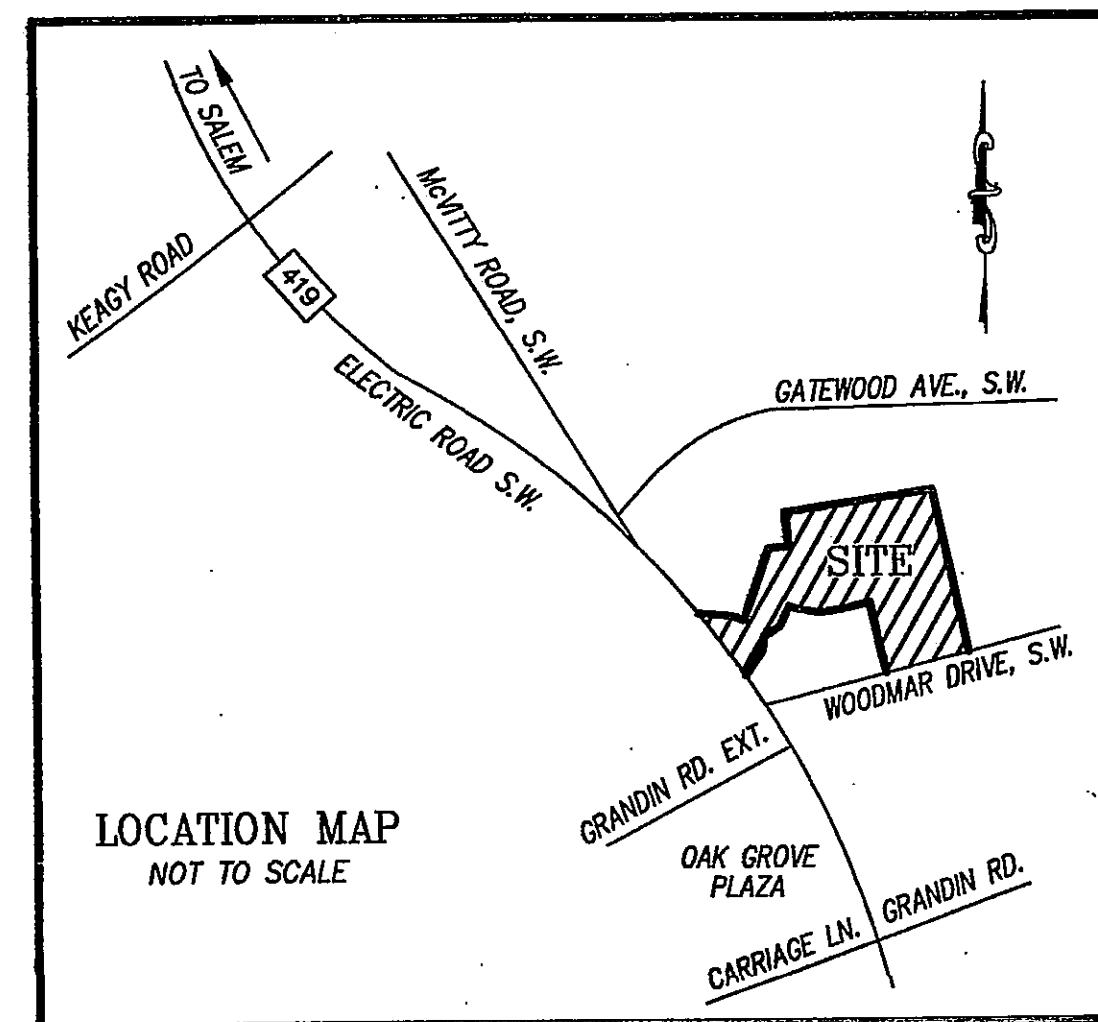 TO SALEM
KEAGY ROAD
419
McVITTY ROAD, S.W.
ELECTRIC ROAD S.W.
GATEWOOD AVE., S.W.
SITE
WOODMAR DRIVE, S.W.
GRANDIN RD. EXT.
LOCATION MAP
NOT TO SCALE
OAK GROVE
PLAZA
CARRIAGE LN.
GRANDIN RD.